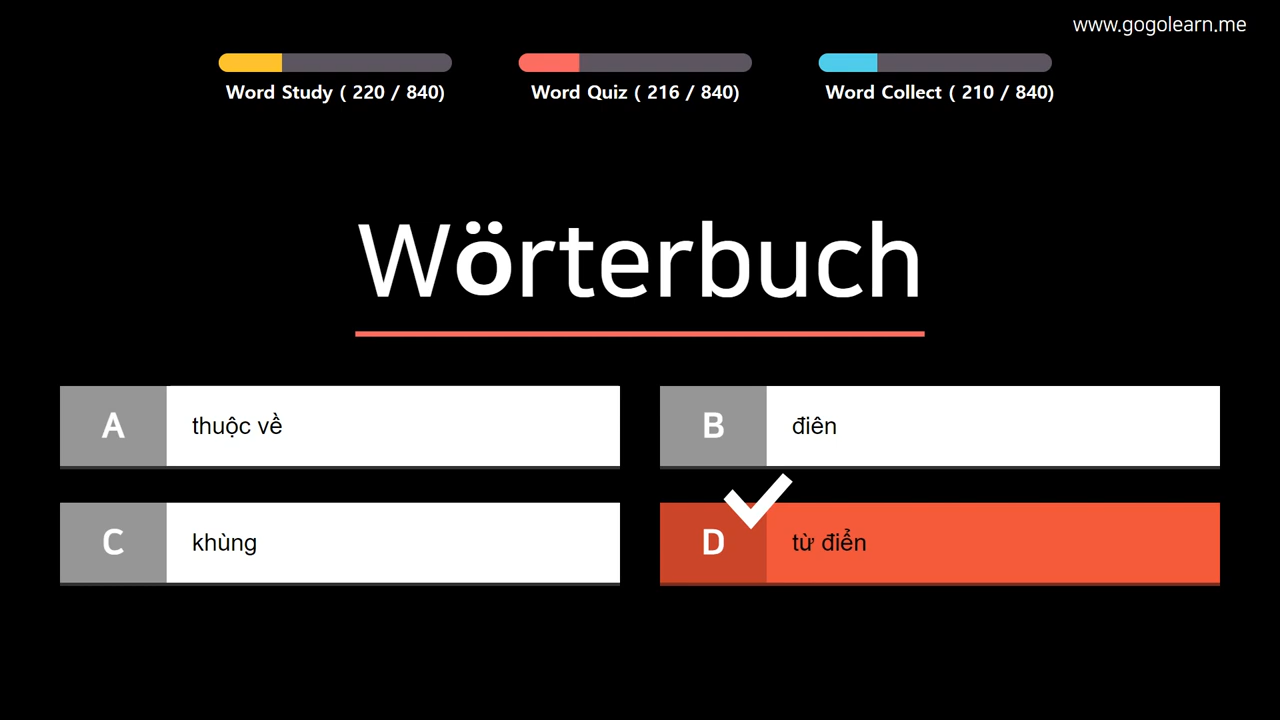 www.gogolearn.me
Word Study ( 220 / 840)
Word Quiz ( 216 / 840)
Word Collect ( 210 / 840)
Wörterbuch
A thuộc về
B điên
C khùng
D từ điển